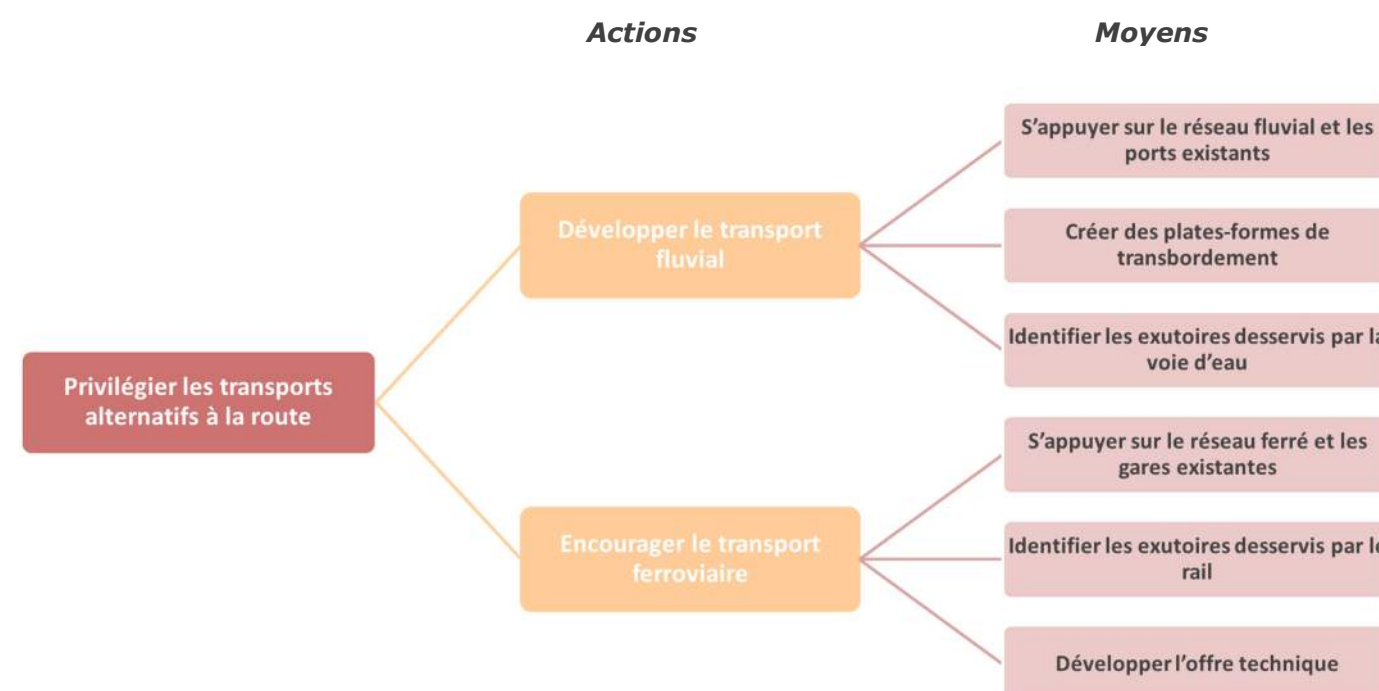 Actions
Moyens
S'appuyer sur le réseau fluvial et les
ports existants
Développer le transport
fluvial
Créer des plates-formes de
transbordement
Identifier les exutoires desservis par la
voie d'eau
Privilégier les transports
alternatifs à la route
S'appuyer sur le réseau ferré et les
gares existantes
Encourager le transport
ferroviaire
Identifier les exutoires desservis par le
rail
Développer l'offre technique